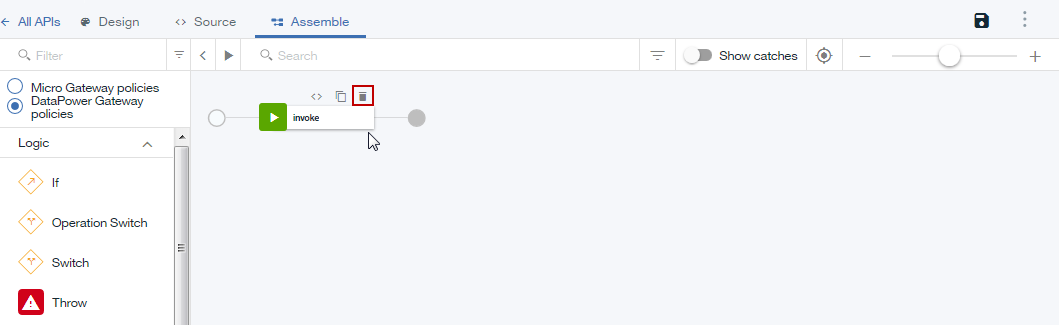 All APIs Design Source Assemble
Filter Search Show catches
Micro Gateway policies
DataPower Gateway
policies
invoke
Logic
If
Operation Switch
Switch
Throw